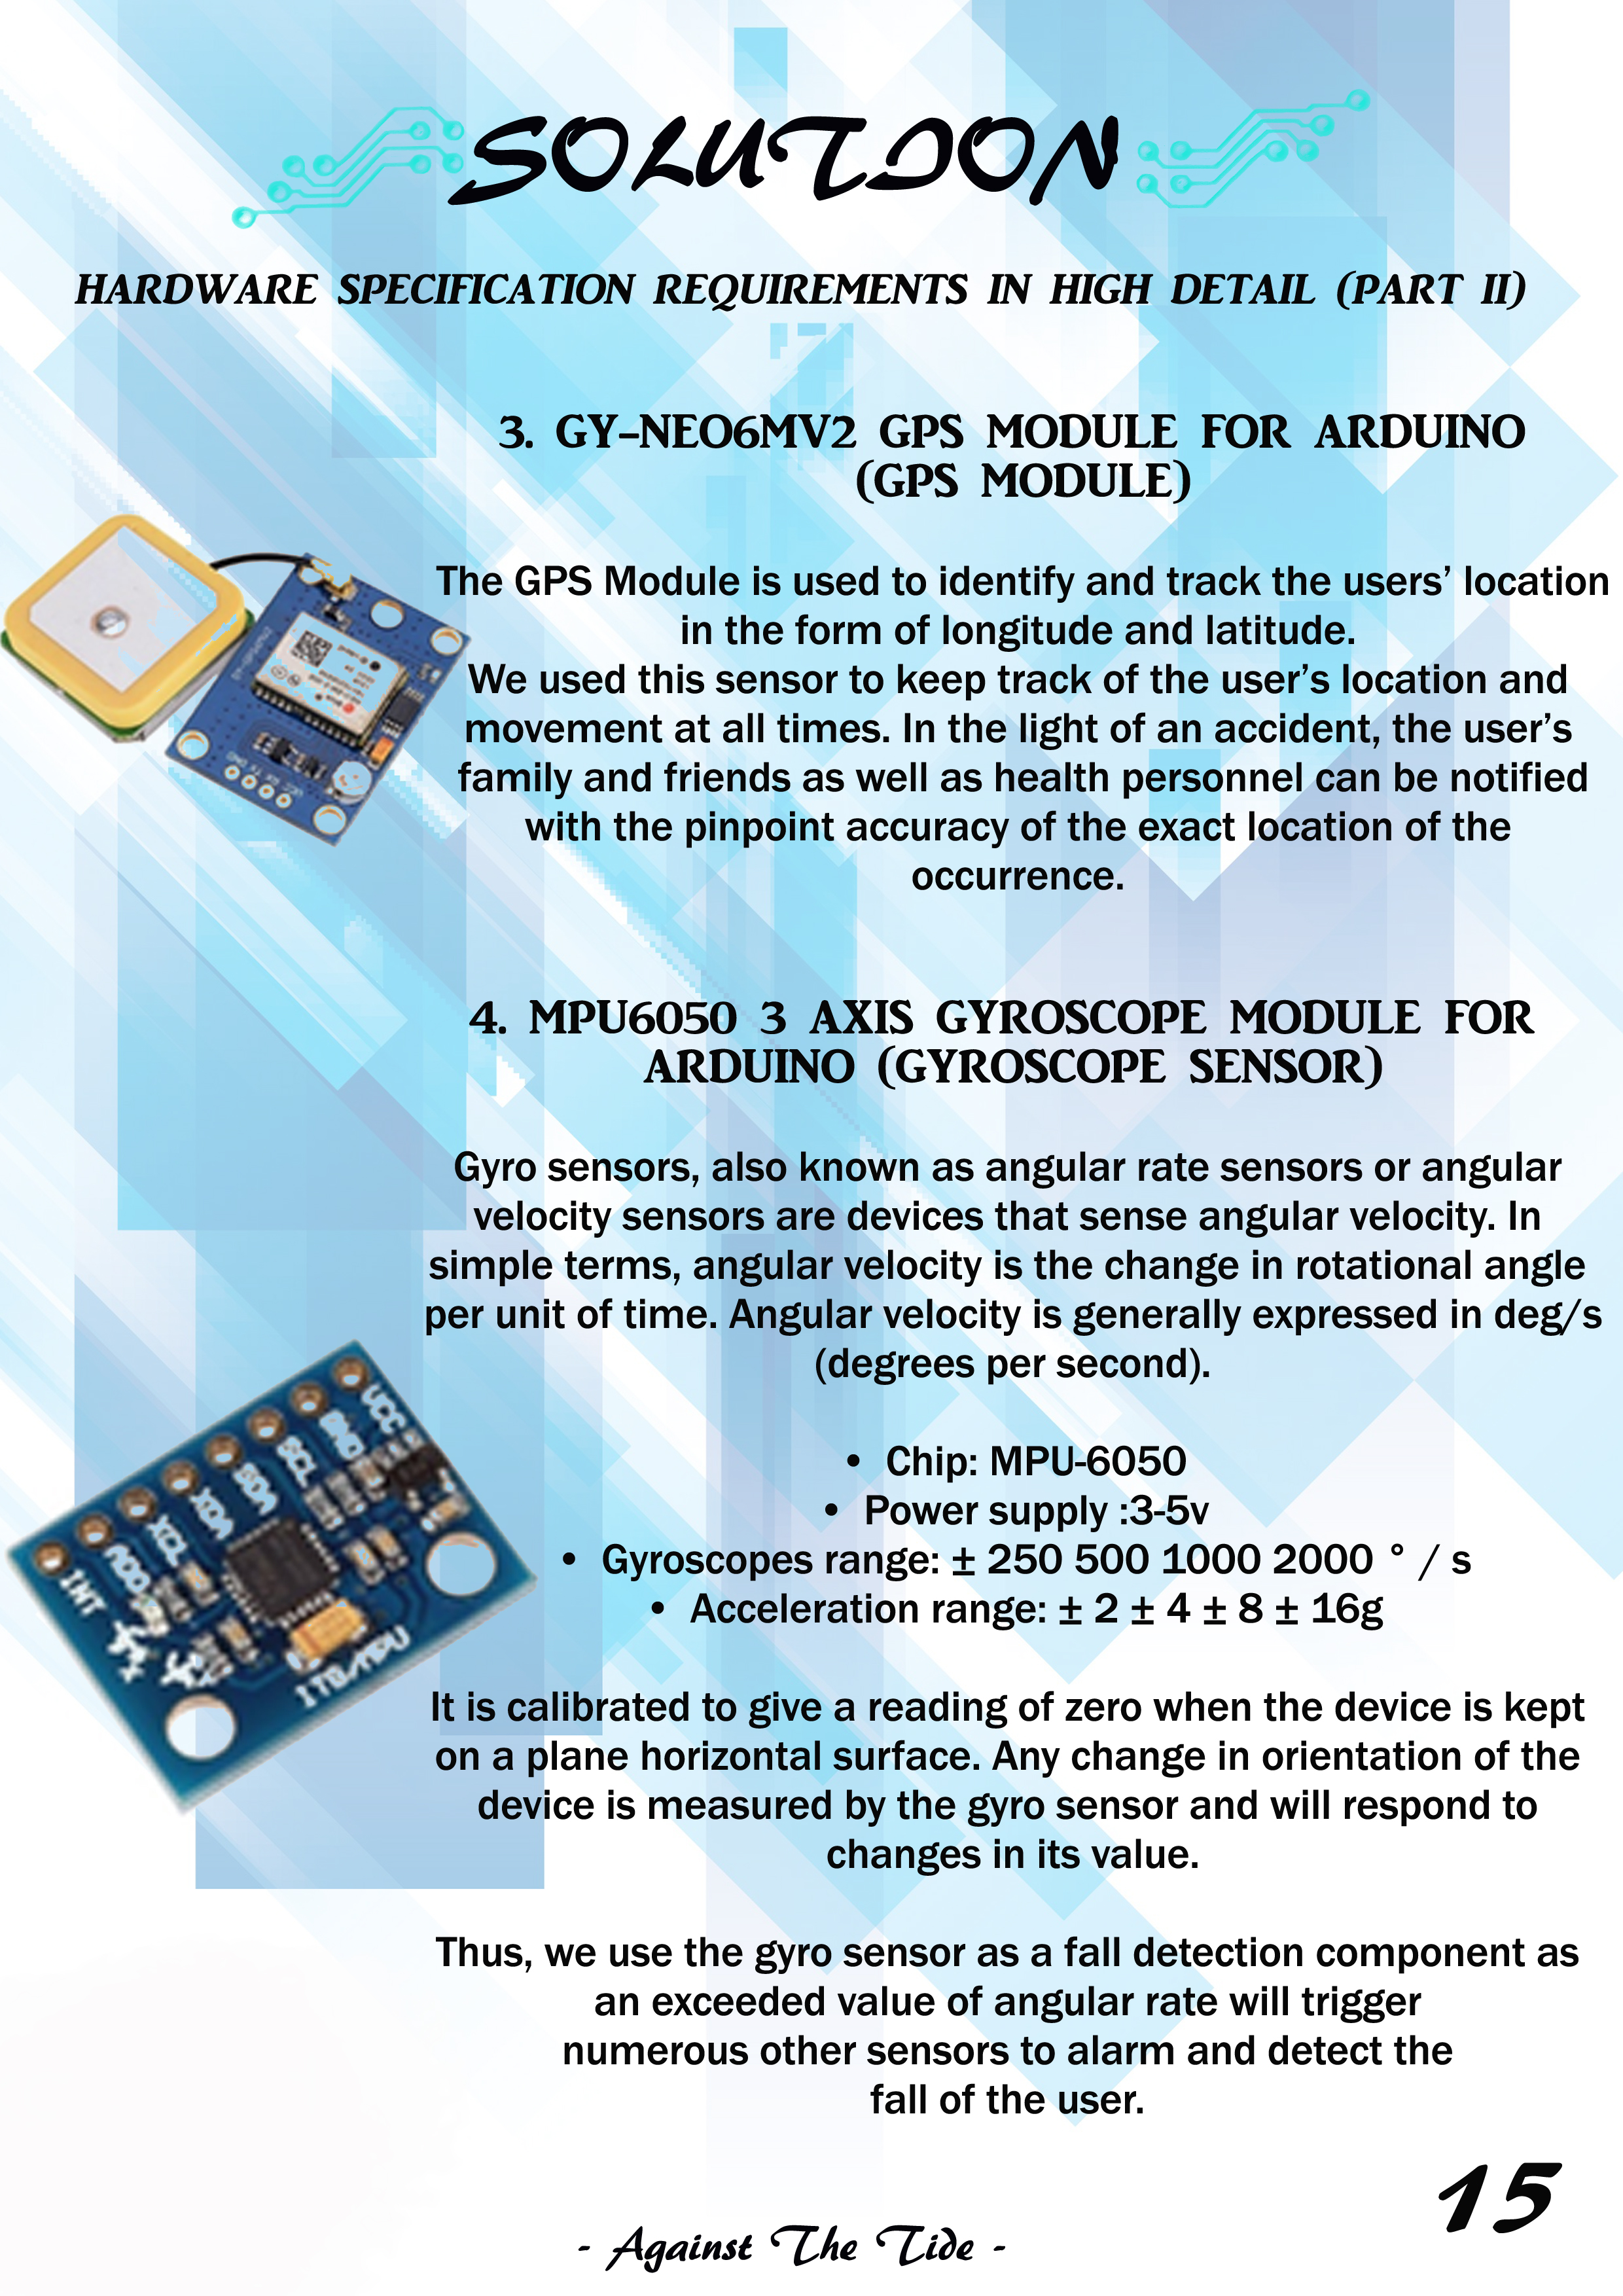 SOLUTION
HARDWARE SPECIFICATION REQUIREMENTS IN HIGH DETAIL (PART II)
3. GY-NEO6MV2 GPS MODULE FOR ARDUINO
(GPS MODULE)
The GPS Module is used to identify and track the users’ location
in the form of longitude and latitude.
We used this sensor to keep track of the user’s location and
movement at all times. In the light of an accident, the user’s
family and friends as well as health personnel can be notified
with the pinpoint accuracy of the exact location of the
occurrence.
4. MPU6050 3 AXIS GYROSCOPE MODULE FOR
ARDUINO (GYROSCOPE SENSOR)
Gyro sensors, also known as angular rate sensors or angular
velocity sensors are devices that sense angular velocity. In
simple terms, angular velocity is the change in rotational angle
per unit of time. Angular velocity is generally expressed in deg/s
(degrees per second).
• Chip: MPU-6050
• Power supply :3-5v
• Gyroscopes range: ± 250 500 1000 2000 ° / s
• Acceleration range: ± 2 ± 4 ± 8 ± 16g
VCC
GND
SCL
SDA
XDA
XCL
ADO
INT
ITG/MPU
It is calibrated to give a reading of zero when the device is kept
on a plane horizontal surface. Any change in orientation of the
device is measured by the gyro sensor and will respond to
changes in its value.
Thus, we use the gyro sensor as a fall detection component as
an exceeded value of angular rate will trigger
numerous other sensors to alarm and detect the
fall of the user.
15
- Against The Tide -